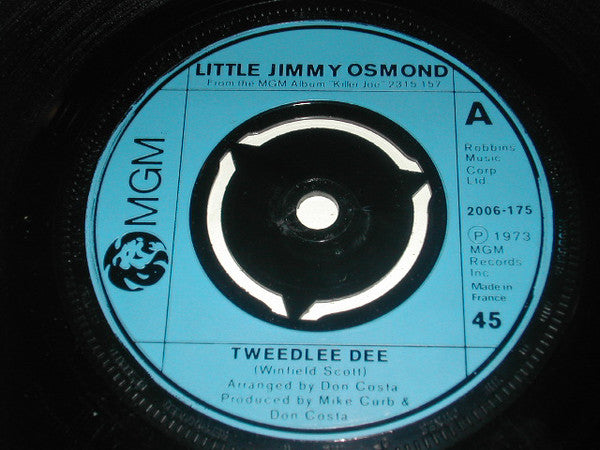 LITTLE JIMMY OSMOND
From the MGM Album "Killer Joe" 2315 157
A
MGM
Robbins
Music
Corp
Ltd
2006-175
Ⓟ 1973
MGM
Records
Inc.
Made in
France
45
TWEEDLEE DEE
(Winfield Scott)
Arranged by Don Costa
Produced by Mike Curb &
Don Costa